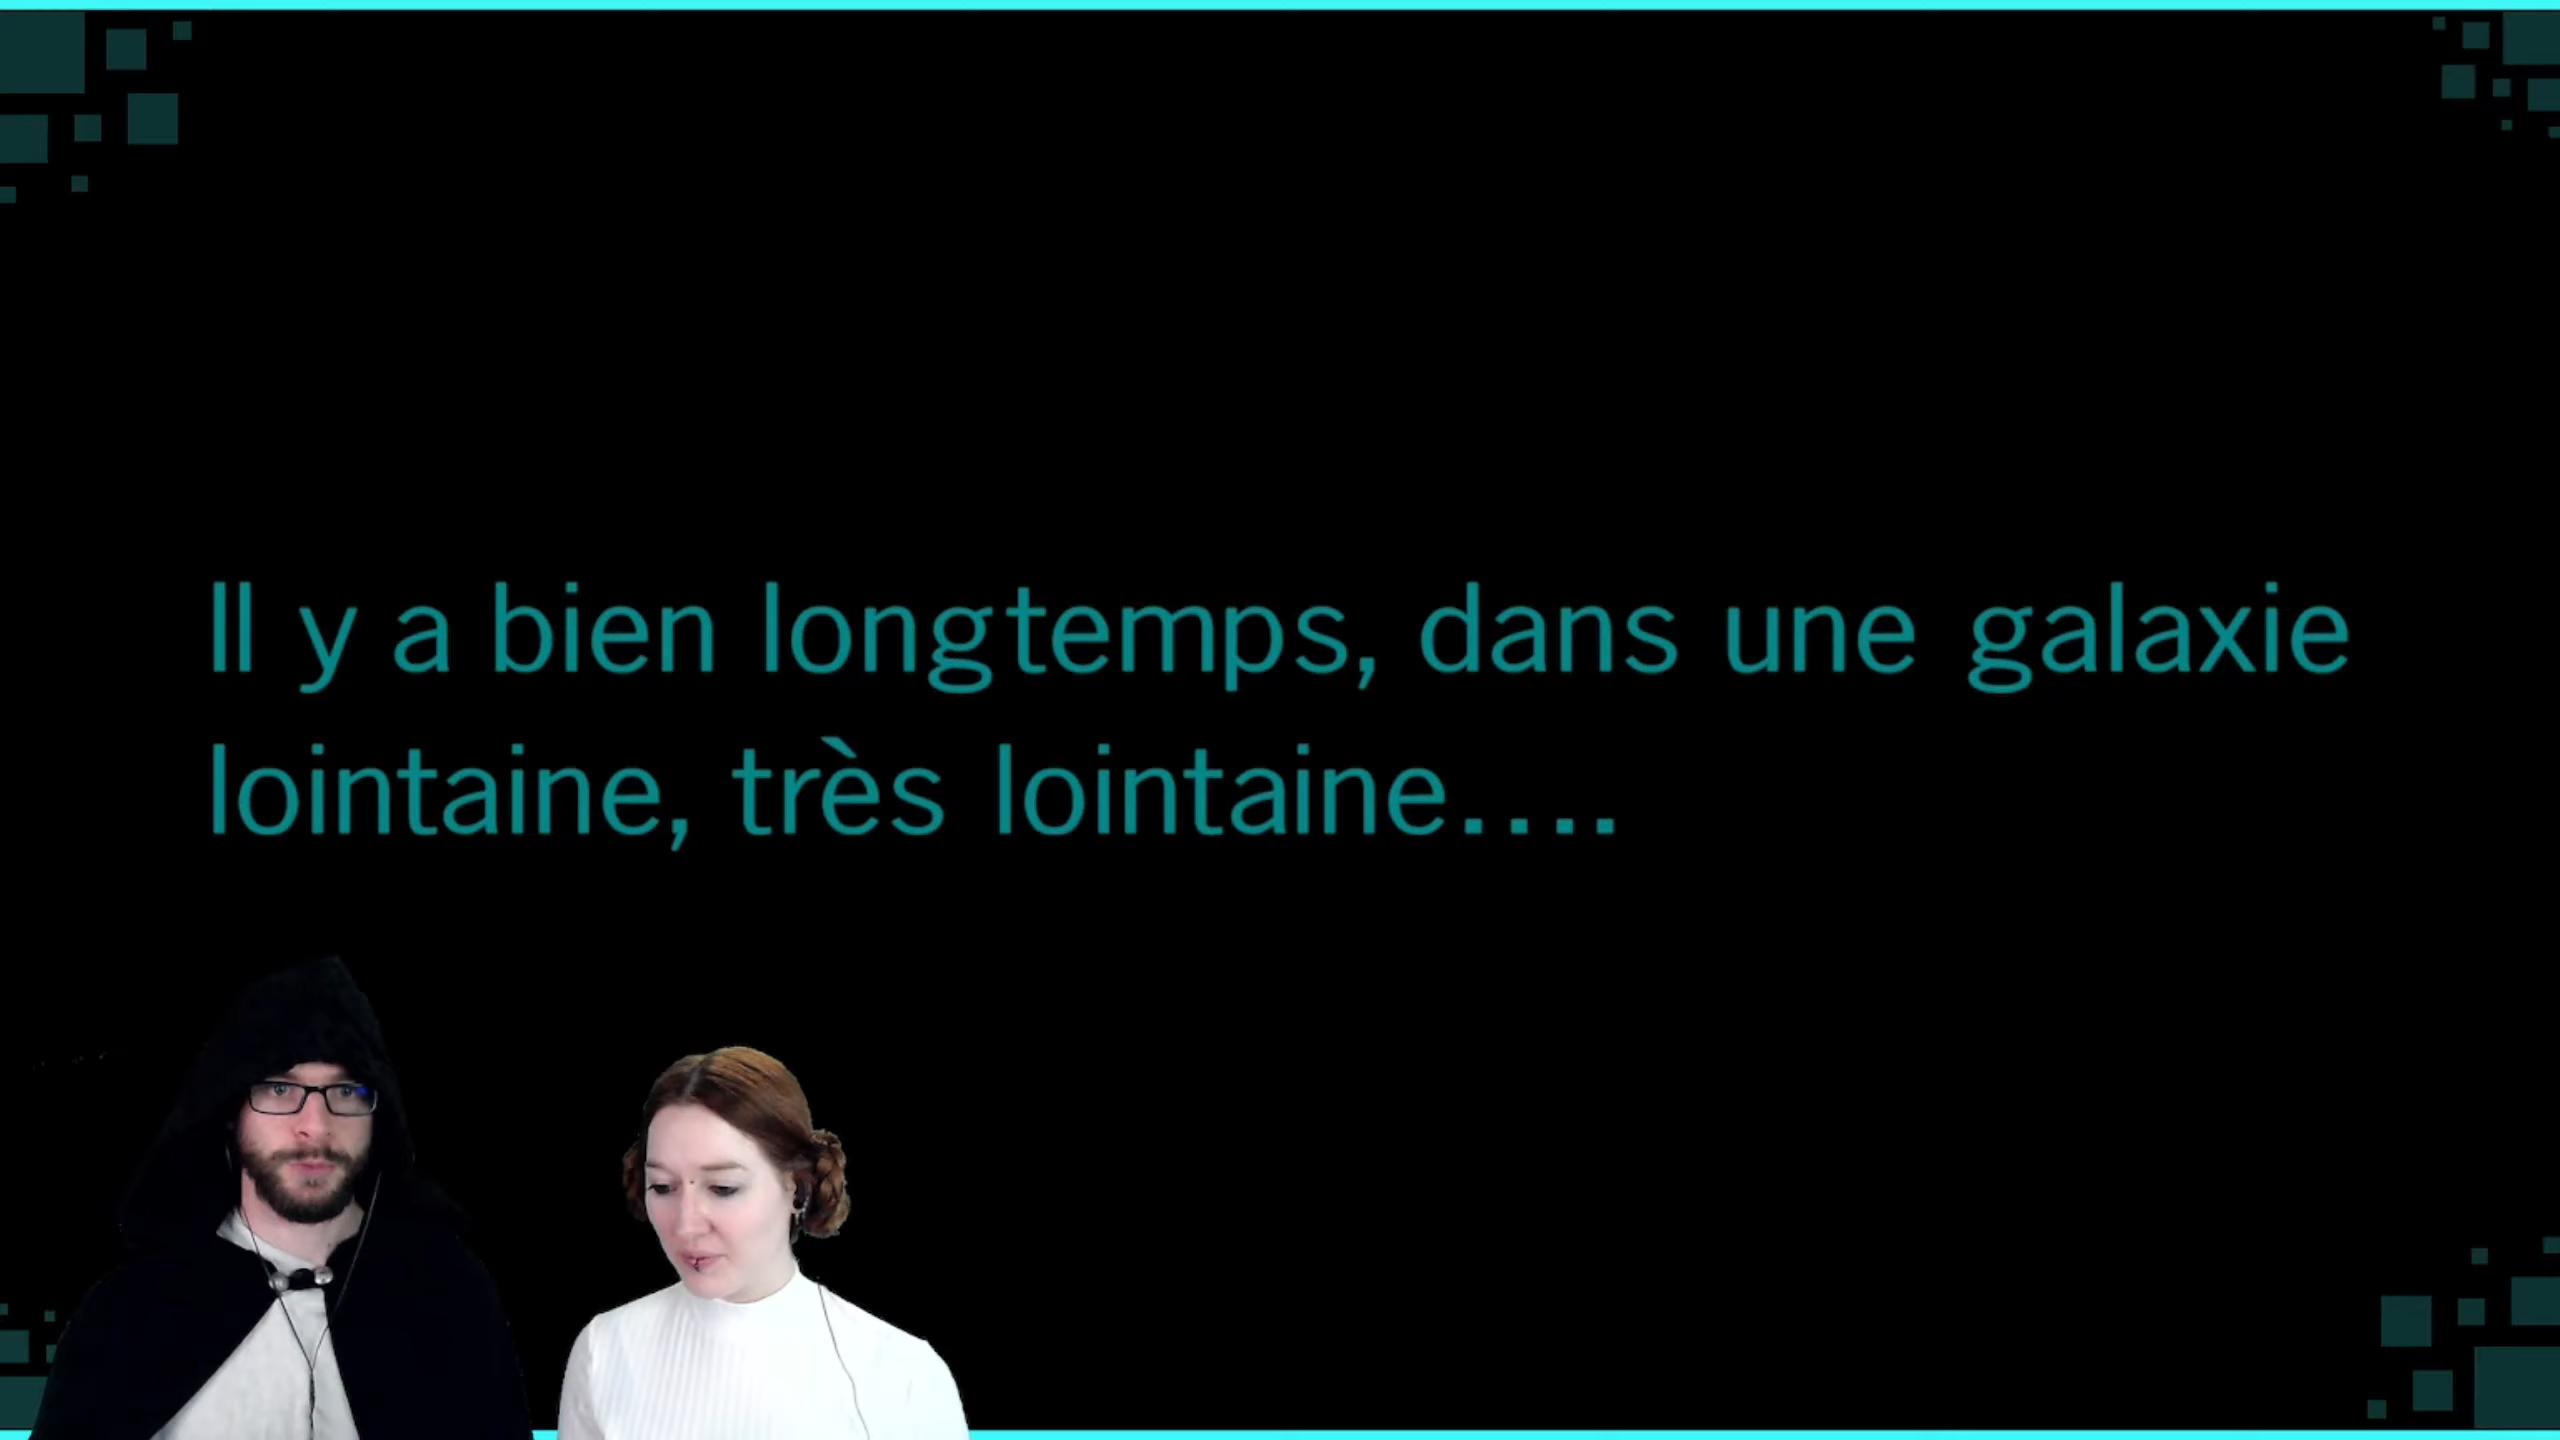 Il y a bien longtemps, dans une galaxie
lointaine, très lointaine....